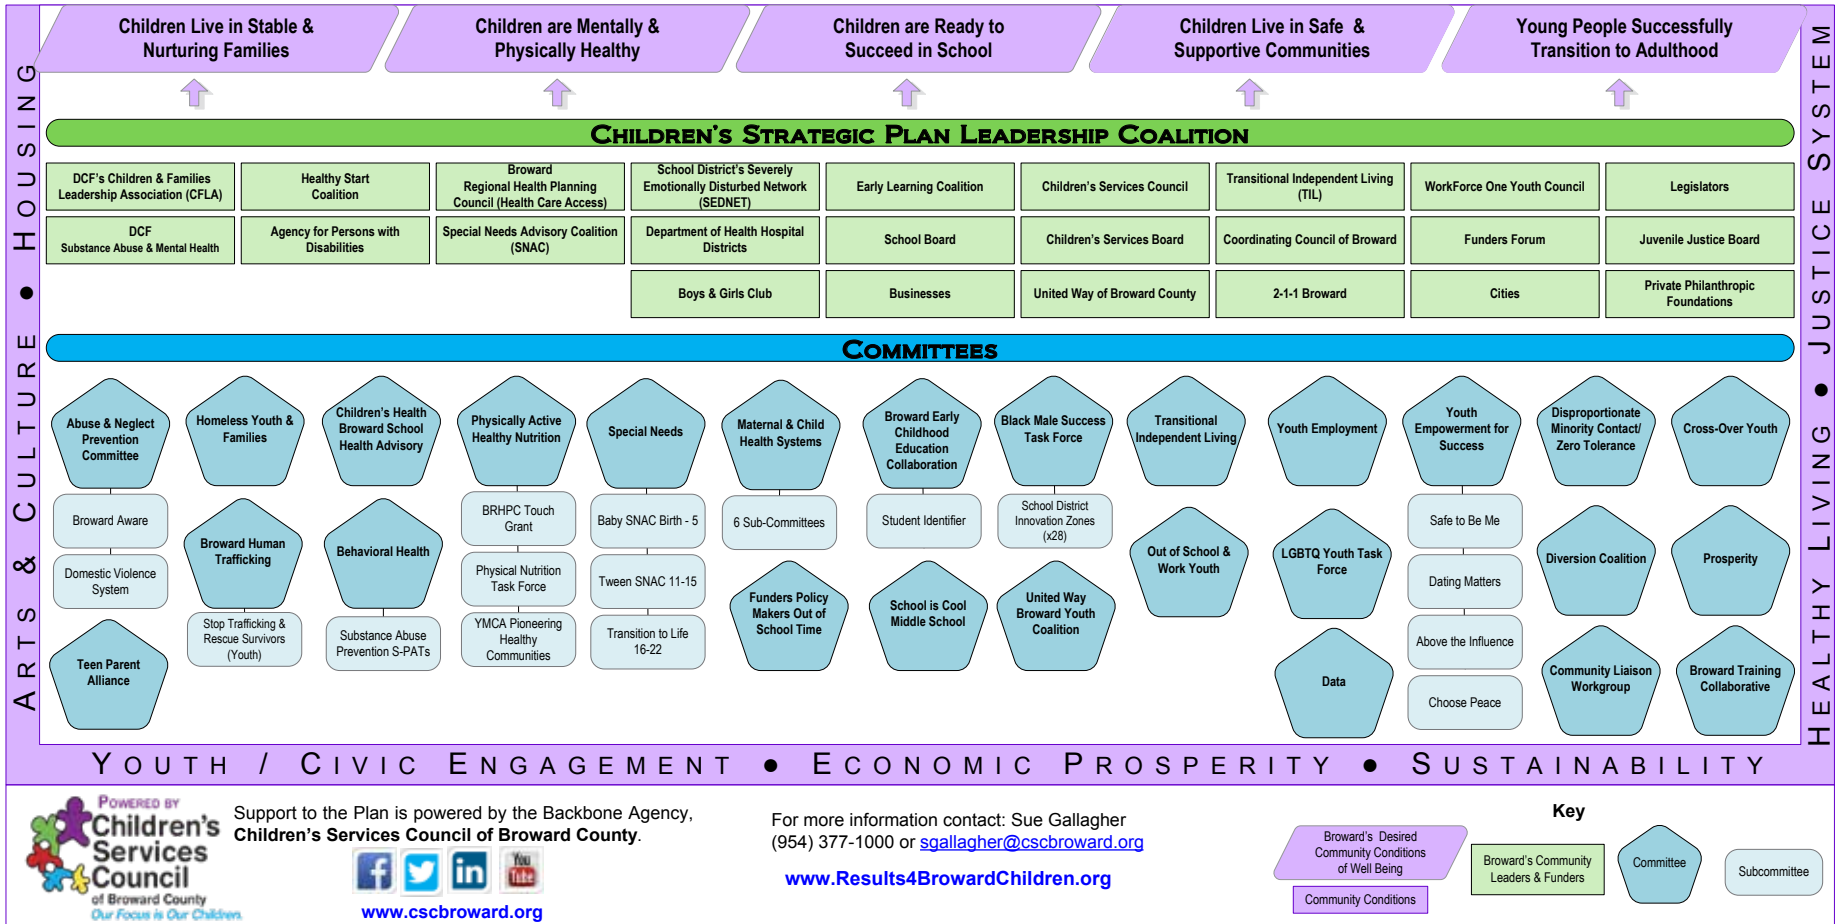 Children Live in Stable &
Nurturing Families
Children are Mentally &
Physically Healthy
Children are Ready to
Succeed in School
Children Live in Safe &
Supportive Communities
Young People Successfully
Transition to Adulthood
ARTS & CULTURE • HOUSING
HEALTHY LIVING • JUSTICE SYSTEM
CHILDREN'S STRATEGIC PLAN LEADERSHIP COALITION
DCF's Children & Families
Leadership Association (CFLA)
Healthy Start
Coalition
Broward
Regional Health Planning
Council (Health Care Access)
School District's Severely
Emotionally Disturbed Network
(SEDNET)
Early Learning Coalition
Children's Services Council
Transitional Independent Living
(TIL)
WorkForce One Youth Council
Legislators
DCF
Substance Abuse & Mental Health
Agency for Persons with
Disabilities
Special Needs Advisory Coalition
(SNAC)
Department of Health Hospital
Districts
School Board
Children's Services Board
Coordinating Council of Broward
Funders Forum
Juvenile Justice Board
Boys & Girls Club
Businesses
United Way of Broward County
2-1-1 Broward
Cities
Private Philanthropic
Foundations
COMMITTEES
Abuse & Neglect
Prevention
Committee
Broward Aware
Domestic Violence
System
Teen Parent
Alliance
Homeless Youth &
Families
Broward Human
Trafficking
Stop Trafficking &
Rescue Survivors
(Youth)
Children's Health
Broward School
Health Advisory
Behavioral Health
Substance Abuse
Prevention S-PATs
Physically Active
Healthy Nutrition
BRHPC Touch
Grant
Physical Nutrition
Task Force
YMCA Pioneering
Healthy
Communities
Special Needs
Baby SNAC Birth - 5
Tween SNAC 11-15
Transition to Life
16-22
Maternal & Child
Health Systems
6 Sub-Committees
Funders Policy
Makers Out of
School Time
Broward Early
Childhood
Education
Collaboration
Student Identifier
School is Cool
Middle School
Black Male Success
Task Force
School District
Innovation Zones
(x28)
United Way
Broward Youth
Coalition
Transitional
Independent Living
Out of School &
Work Youth
Youth Employment
LGBTQ Youth Task
Force
Data
Youth
Empowerment for
Success
Safe to Be Me
Dating Matters
Above the Influence
Choose Peace
Disproportionate
Minority Contact/
Zero Tolerance
Diversion Coalition
Community Liaison
Workgroup
Cross-Over Youth
Prosperity
Broward Training
Collaborative
YOUTH / CIVIC ENGAGEMENT • ECONOMIC PROSPERITY • SUSTAINABILITY
POWERED BY
Children's
Services
Council
of Broward County
Our Focus is Our Children.
Support to the Plan is powered by the Backbone Agency,
Children's Services Council of Broward County.
f
in
You
Tube
www.cscbroward.org
For more information contact: Sue Gallagher
(954) 377-1000 or sgallagher@cscbroward.org
www.Results4BrowardChildren.org
Key
Broward's Desired
Community Conditions
of Well Being
Community Conditions
Broward's Community
Leaders & Funders
Committee
Subcommittee